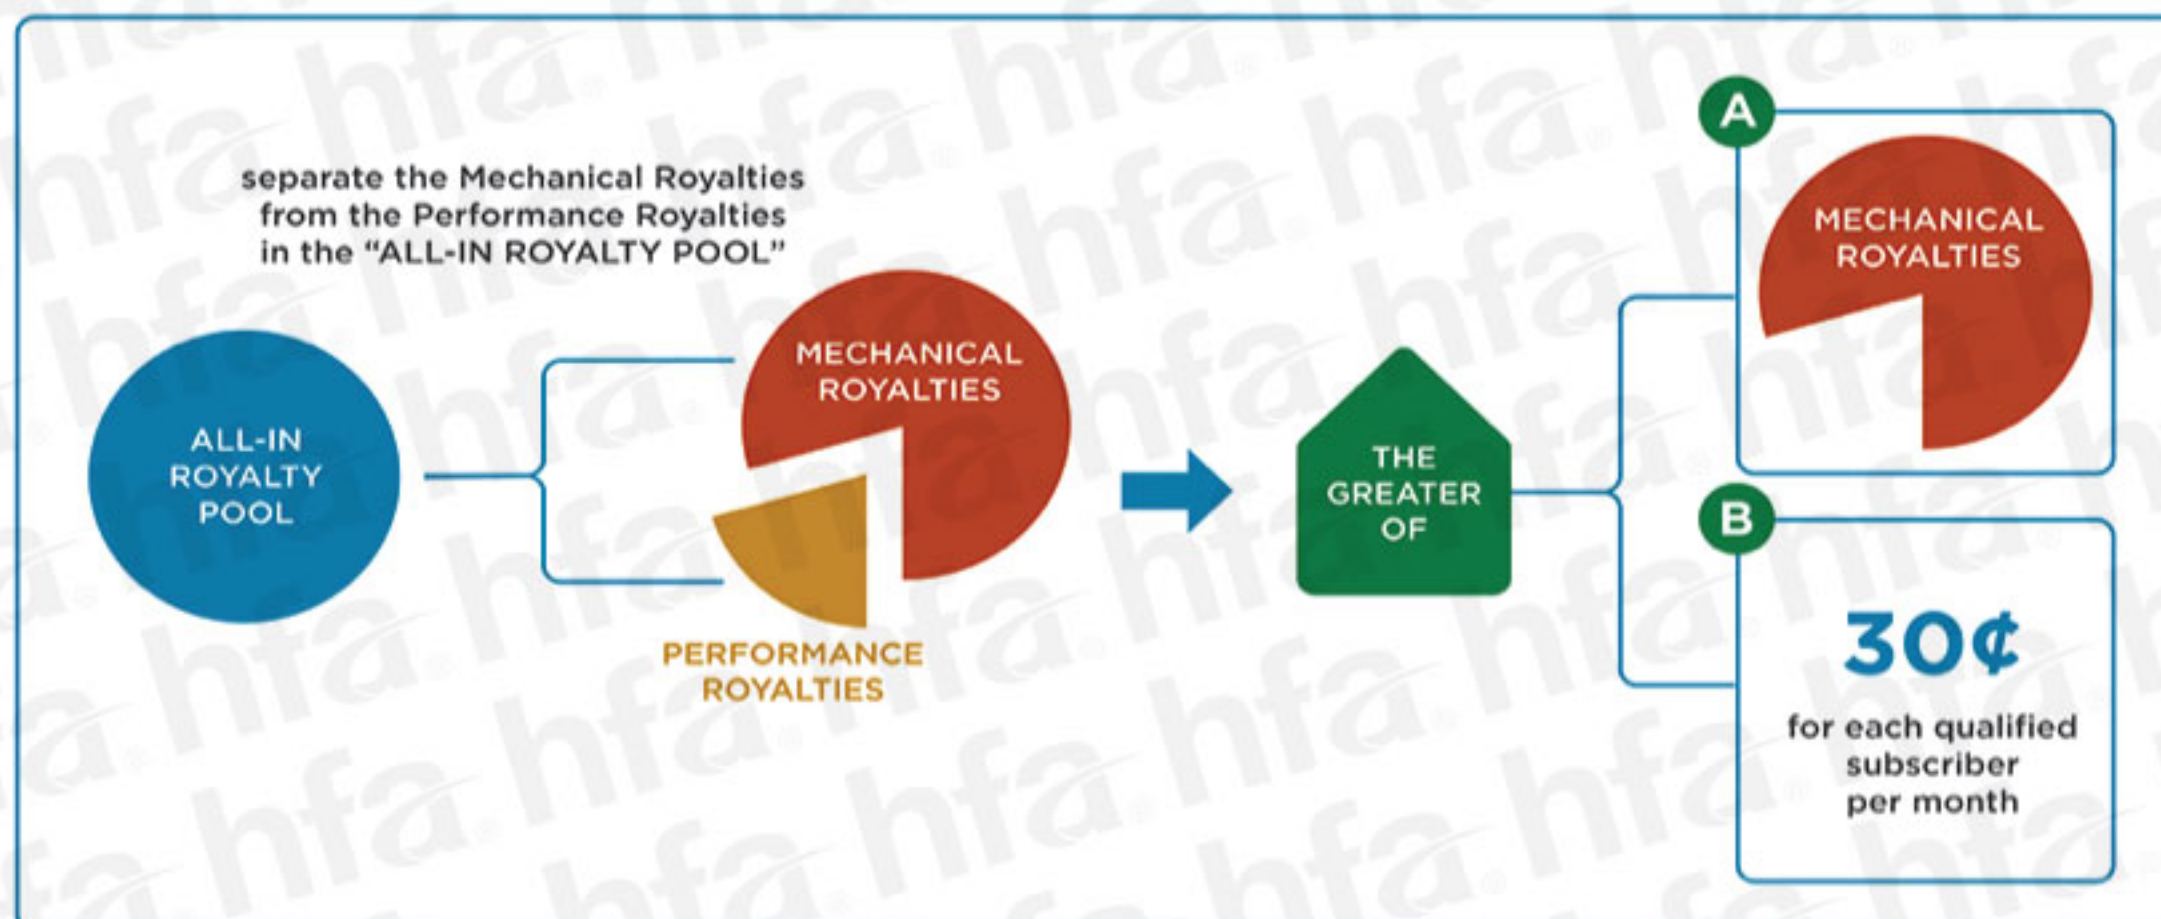 separate the Mechanical Royalties
from the Performance Royalties
in the “ALL-IN ROYALTY POOL”
ALL-IN
ROYALTY
POOL
MECHANICAL
ROYALTIES
PERFORMANCE
ROYALTIES
THE
GREATER
OF
A
MECHANICAL
ROYALTIES
B
30¢
for each qualified
subscriber
per month
hfa